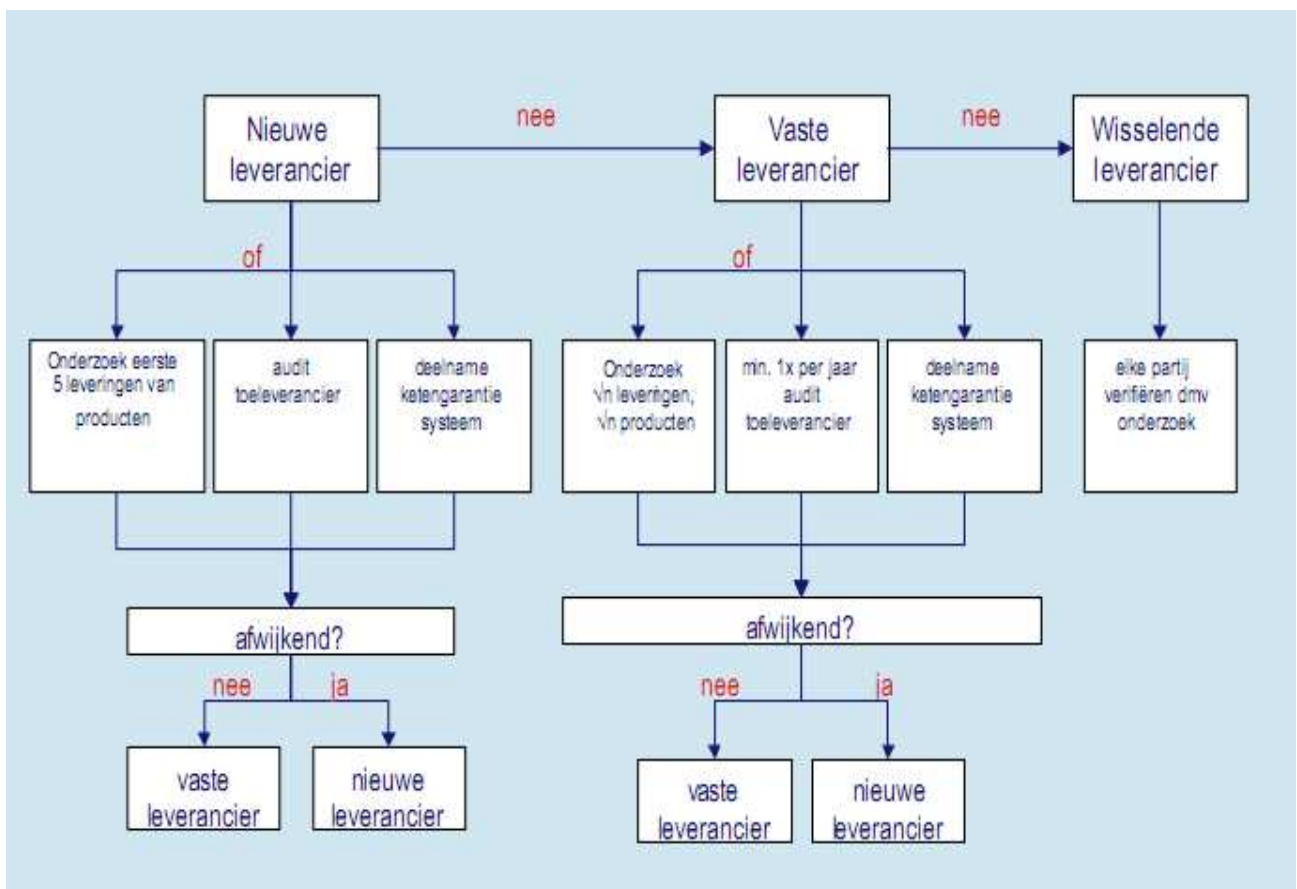 nee
nee
Nieuwe
leverancier
Vaste
leverancier
Wisselende
leverancier
of
of
Onderzoek eerste
5 leveringen van
producten
audit
toeleverancier
deelname
ketengarantie
systeem
Onderzoek
√n leveringen,
√n producten
min. 1x per jaar
audit
toeleverancier
deelname
ketengarantie
systeem
elke partij
verifiëren dmv
onderzoek
afwijkend?
afwijkend?
nee
ja
nee
ja
vaste
leverancier
nieuwe
leverancier
vaste
leverancier
nieuwe
leverancier